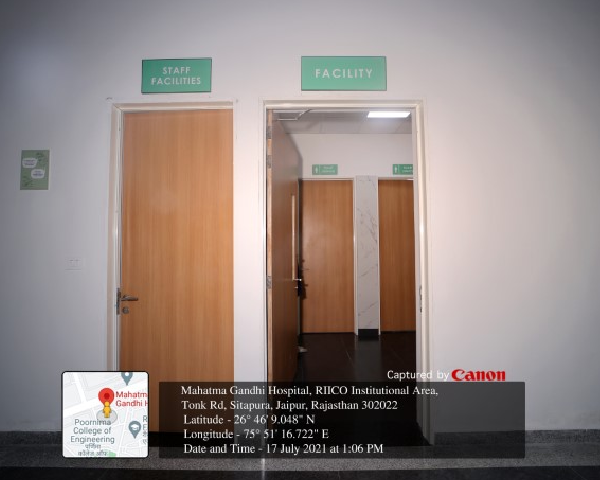 STAFF
FACILITIES
FACILITY
Captured by Canon
Mahatma
Gandhi H
Poornima
College of
Engineering
Mahatma Gandhi Hospital, RIICO Institutional Area,
Tonk Rd, Sitapura, Jaipur, Rajasthan 302022
Latitude - 26° 46' 9.048" N
Longitude - 75° 51' 16.722" E
Date and Time - 17 July 2021 at 1:06 PM